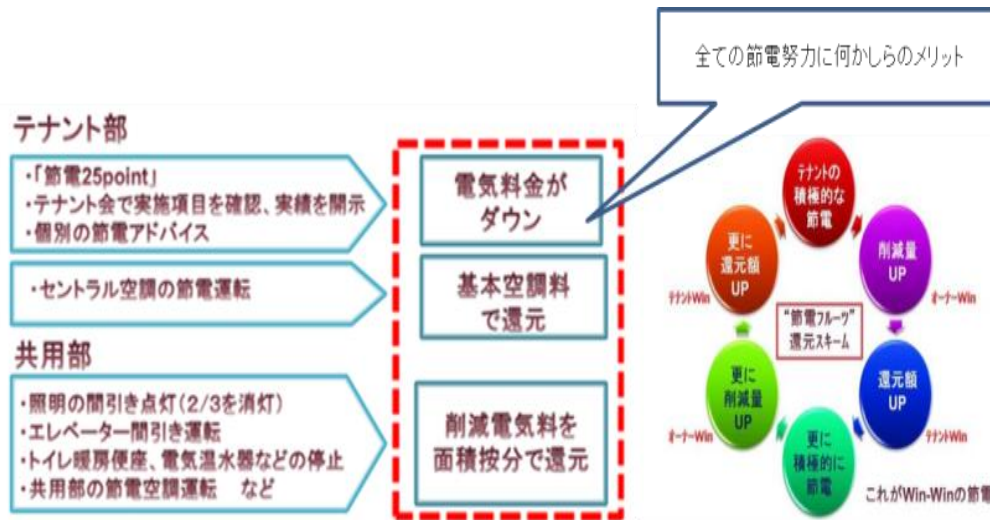 全ての節電努力に何かしらのメリット
テナント部
・「節電25point」
・テナント会で実施項目を確認、実績を開示
・個別の節電アドバイス
電気料金が
ダウン
・セントラル空調の節電運転
基本空調料
で還元
共用部
・照明の間引き点灯(2/3を消灯)
・エレベーター間引き運転
・トイレ暖房便座、電気温水器などの停止
・共用部の節電空調運転 など
削減電気料を
面積按分で還元
テナントの
積極的な
節電
削減量
UP
オーナーWin
還元額
UP
テナントWin
更に
積極的に
節電
更に
削減量
UP
オーナーWin
更に
還元額
UP
テナントWin
“節電フルーツ”
還元スキーム
これがWin-Winの節電